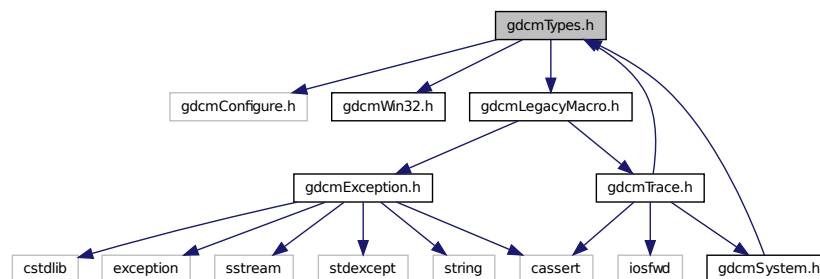 gdcmTypes.h
gdcmConfigure.h
gdcmWin32.h
gdcmLegacyMacro.h
gdcmException.h
gdcmTrace.h
cstdlib
exception
sstream
stdexcept
string
cassert
iosfwd
gdcmSystem.h